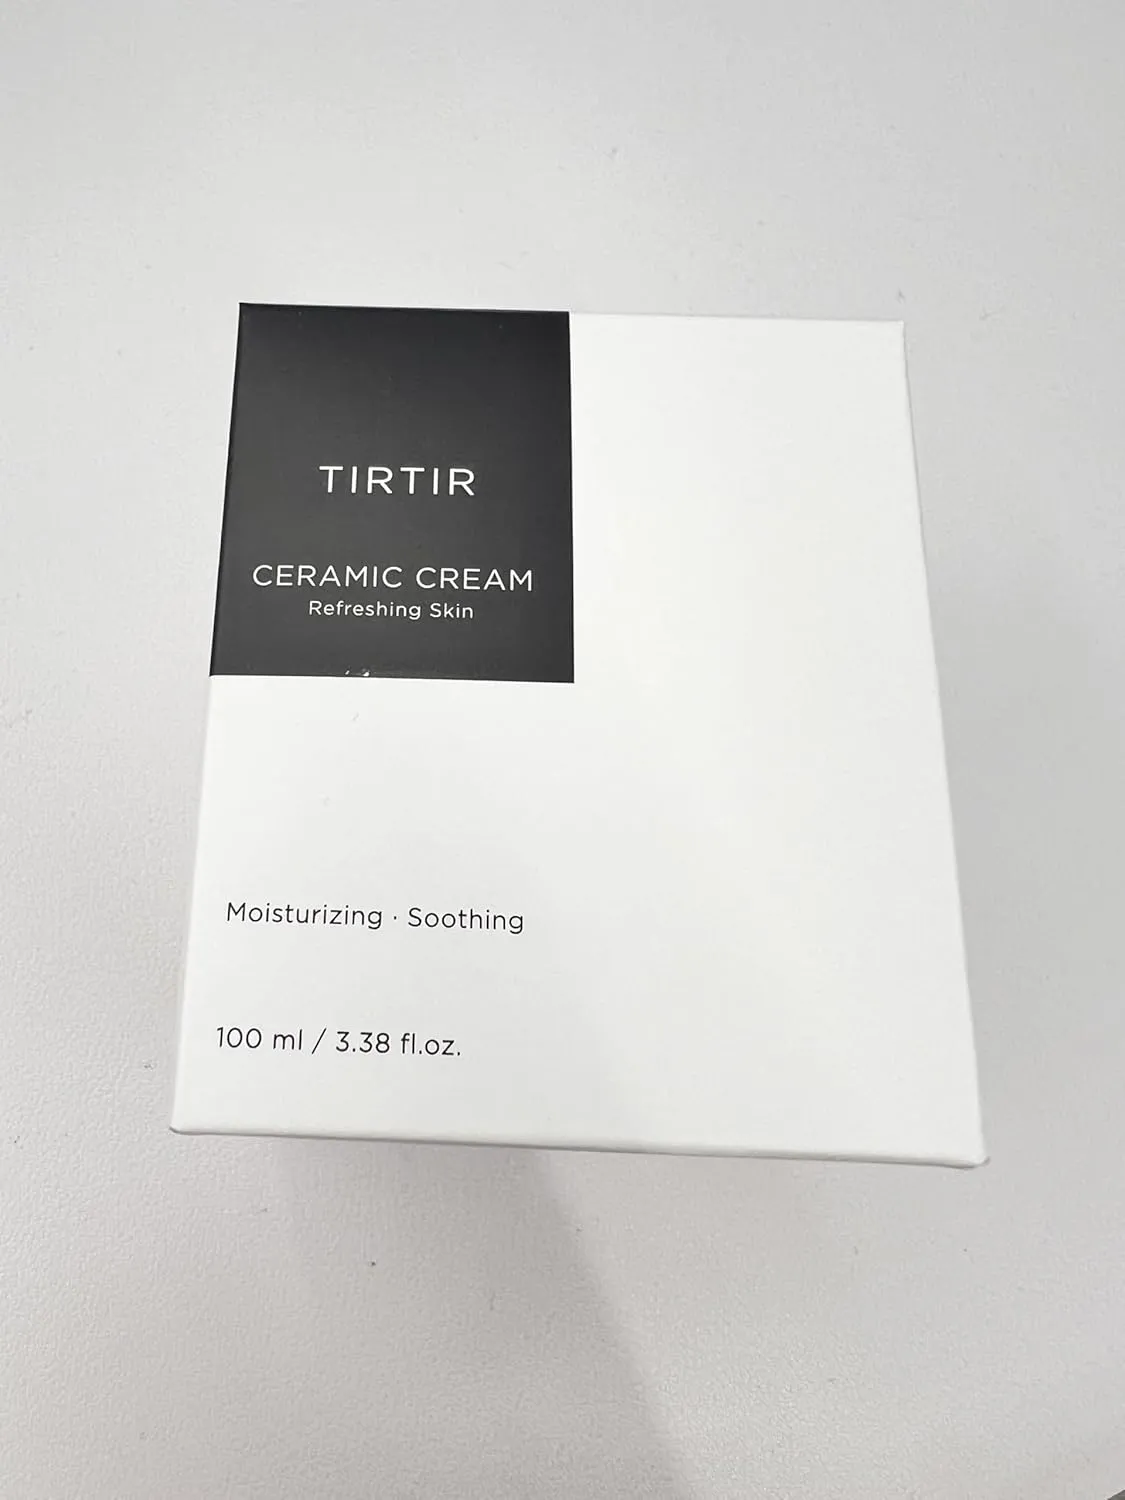 TIRTIR
CERAMIC CREAM
Refreshing Skin
Moisturizing · Soothing
100 ml / 3.38 fl.oz.